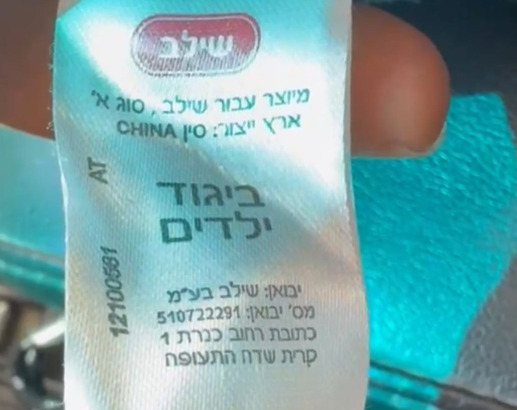 שילב
מיוצר עבור שילב, סוג א'
ארץ ייצור: סין CHINA
AT
12100681
ביגוד
ילדים
יבואן: שילב בע"מ
מס' יבואן: 510722291
כתובת רחוב כנרת 1
קרית שדה התעופה